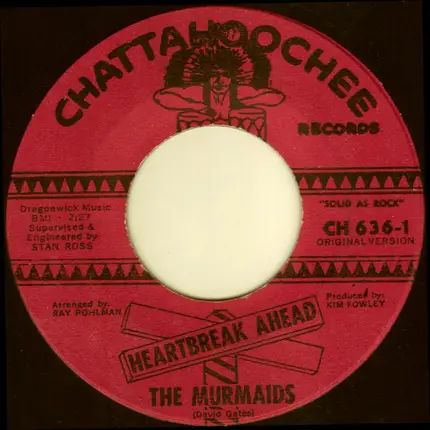 CHATTAHOOCHEE
RECORDS
Dragonwick Music
BMI - 2:27
Supervised &
Engineered by
STAN ROSS
"SOLID AS ROCK"
CH 636-1
ORIGINAL VERSION
Arranged by:
RAY POHLMAN
Produced by:
KIM FOWLEY
HEARTBREAK AHEAD
THE MURMAIDS
(David Gates)